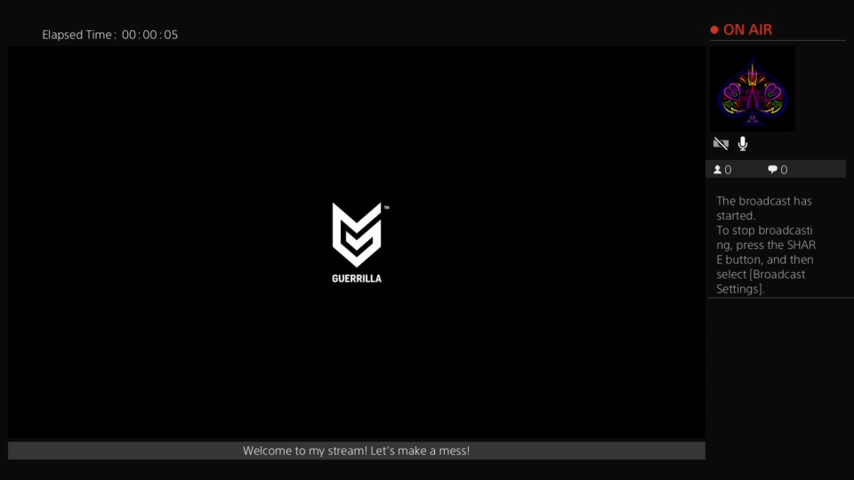 Elapsed Time: 00:00:05
ON AIR
0 0
The broadcast has
started.
To stop broadcasti
ng, press the SHAR
E button, and then
select [Broadcast
Settings].
TM
GUERRILLA
Welcome to my stream! Let's make a mess!